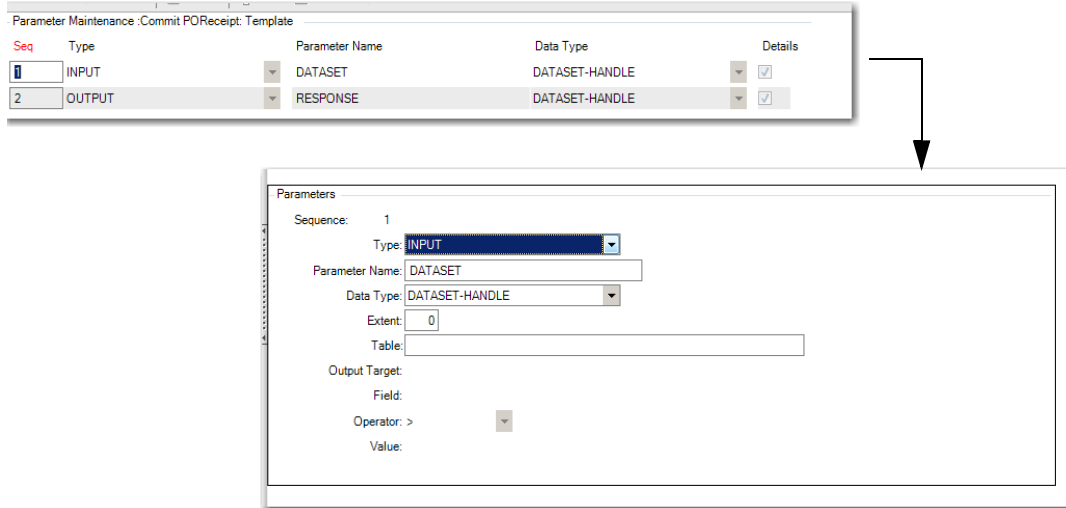 Parameter Maintenance :Commit POReceipt: Template
Seq Type Parameter Name Data Type Details
1 INPUT DATASET DATASET-HANDLE
2 OUTPUT RESPONSE DATASET-HANDLE
Parameters
Sequence: 1
Type: INPUT
Parameter Name: DATASET
Data Type: DATASET-HANDLE
Extent: 0
Table:
Output Target:
Field:
Operator: >
Value: